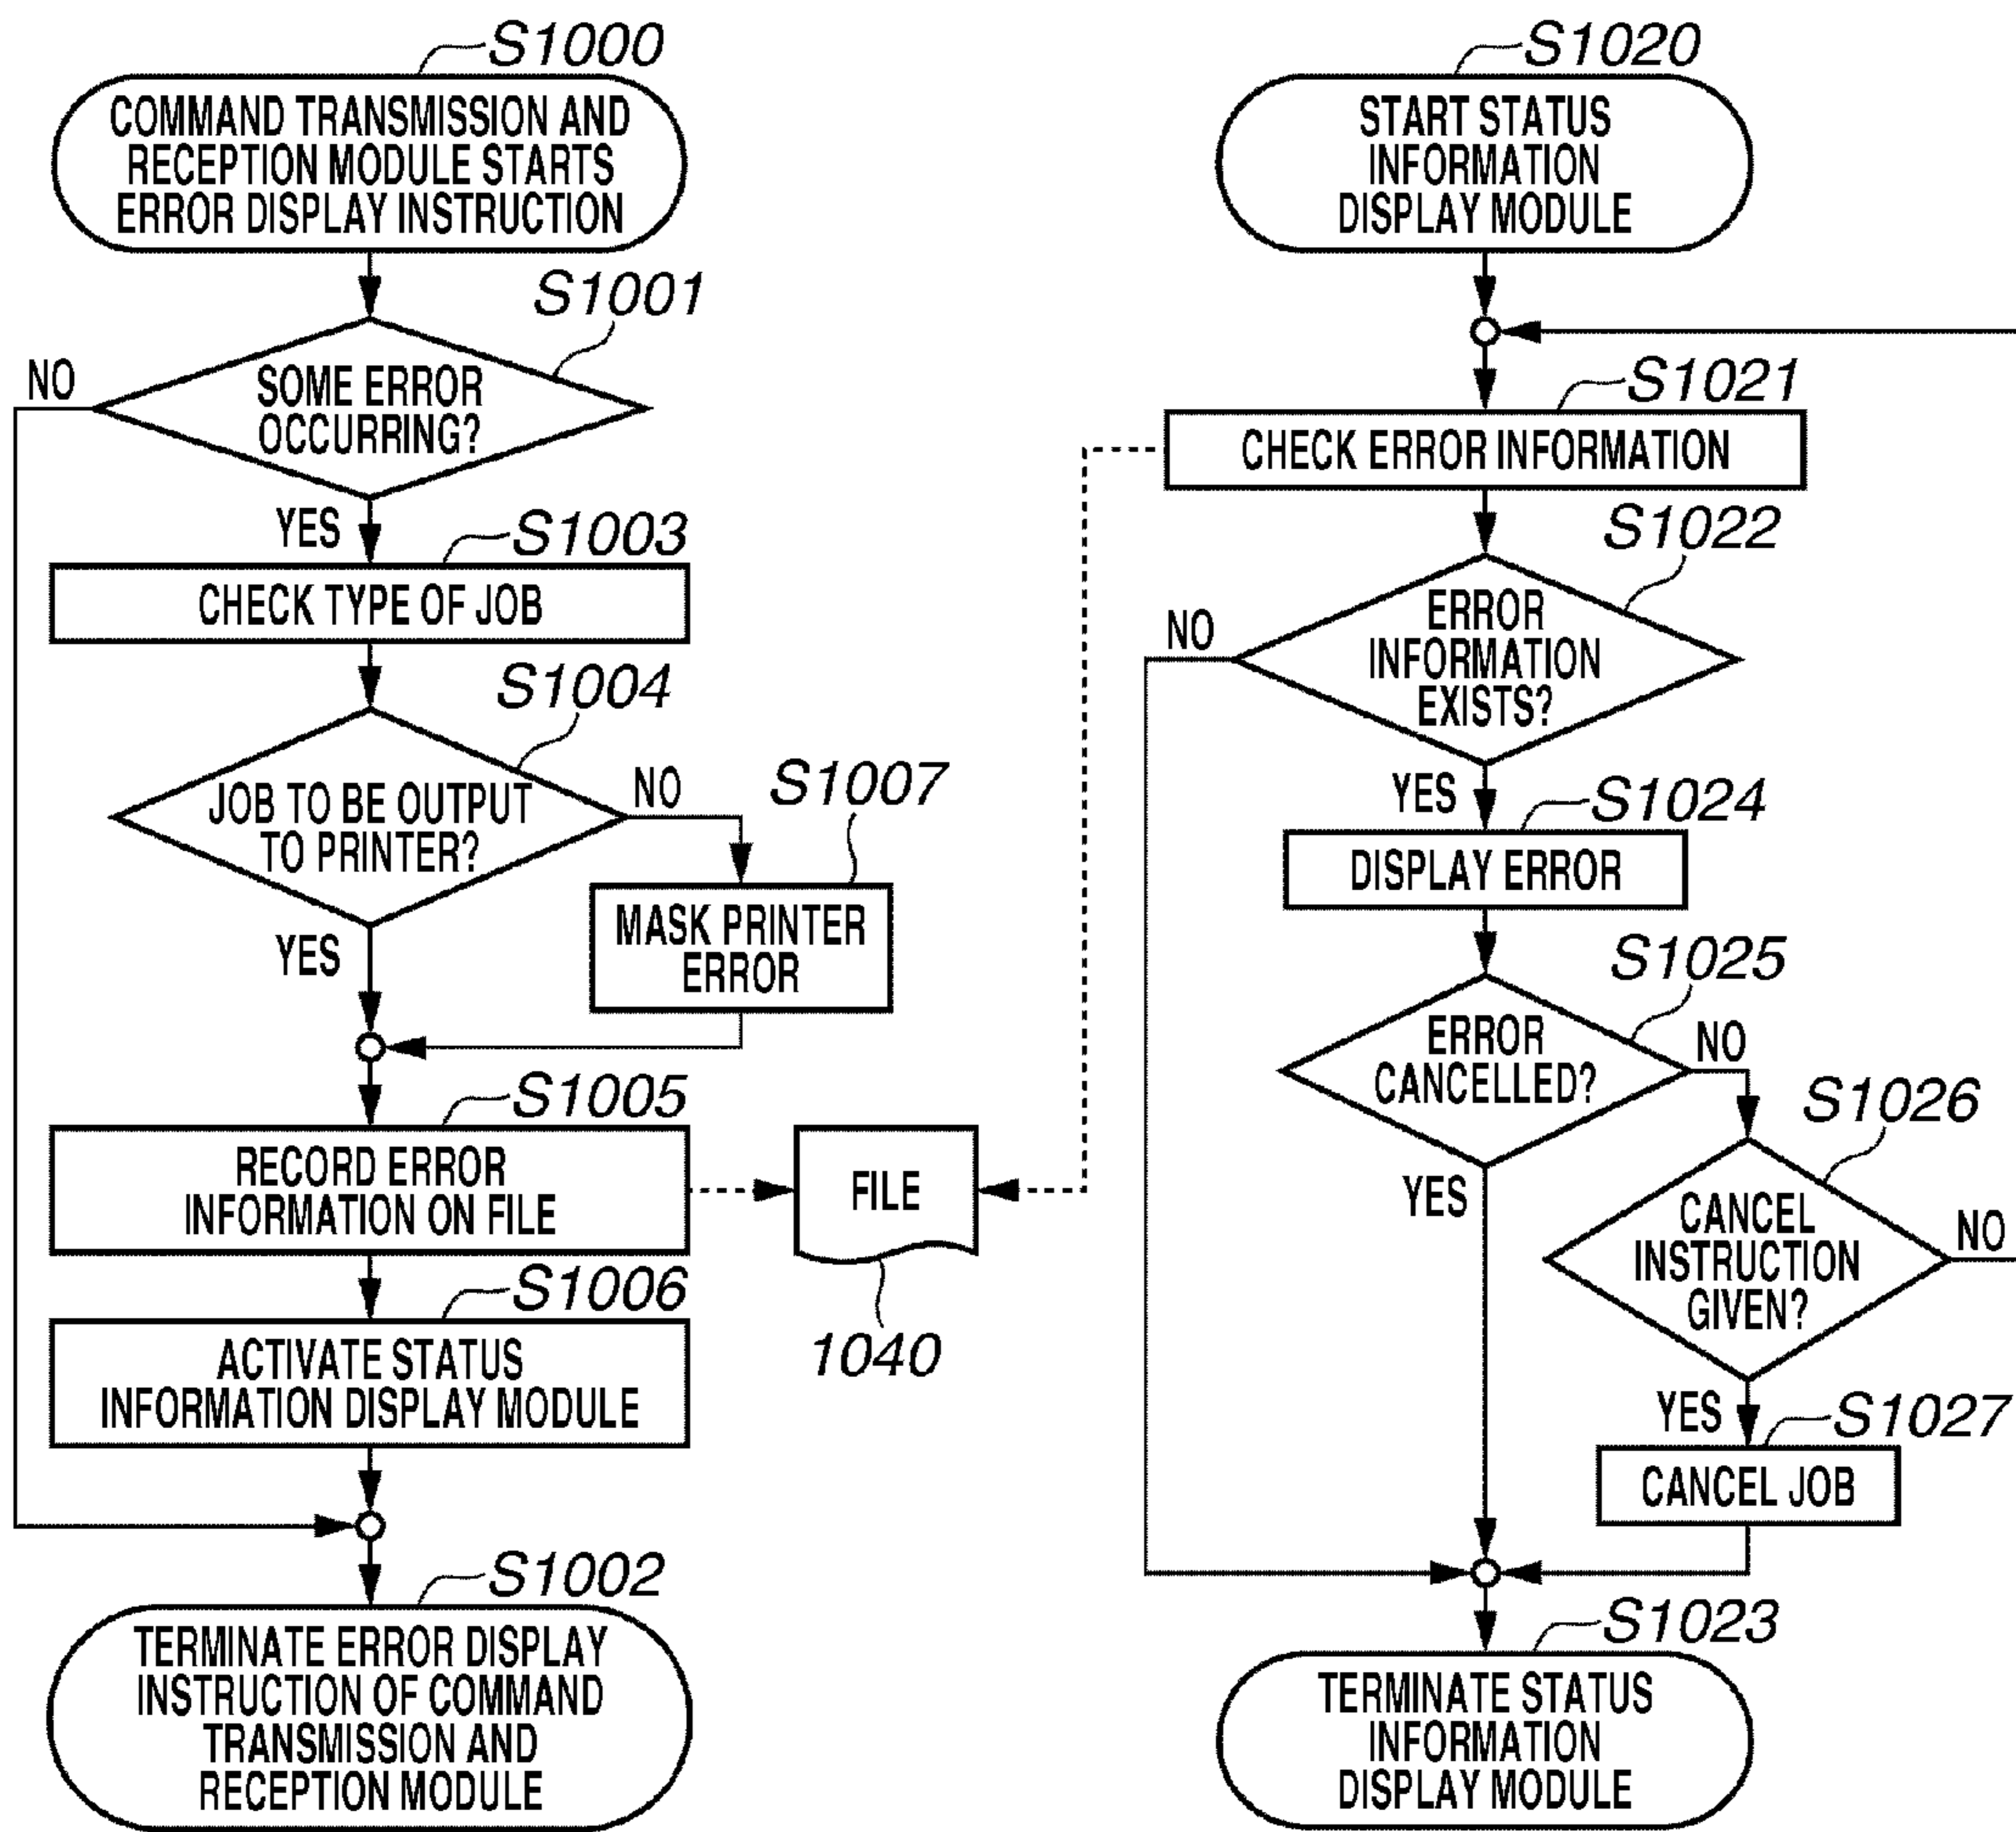 S1000
COMMAND TRANSMISSION AND
RECEPTION MODULE STARTS
ERROR DISPLAY INSTRUCTION
S1001
NO
SOME ERROR
OCCURRING?
YES
S1003
CHECK TYPE OF JOB
S1004
JOB TO BE OUTPUT
TO PRINTER?
NO
S1007
MASK PRINTER
ERROR
YES
S1005
RECORD ERROR
INFORMATION ON FILE
FILE
1040
S1006
ACTIVATE STATUS
INFORMATION DISPLAY MODULE
S1002
TERMINATE ERROR DISPLAY
INSTRUCTION OF COMMAND
TRANSMISSION AND
RECEPTION MODULE
S1020
START STATUS
INFORMATION
DISPLAY MODULE
S1021
CHECK ERROR INFORMATION
S1022
NO
ERROR
INFORMATION
EXISTS?
YES
S1024
DISPLAY ERROR
S1025
ERROR
CANCELLED?
NO
YES
S1026
CANCEL
INSTRUCTION
GIVEN?
NO
YES
S1027
CANCEL JOB
S1023
TERMINATE STATUS
INFORMATION
DISPLAY MODULE